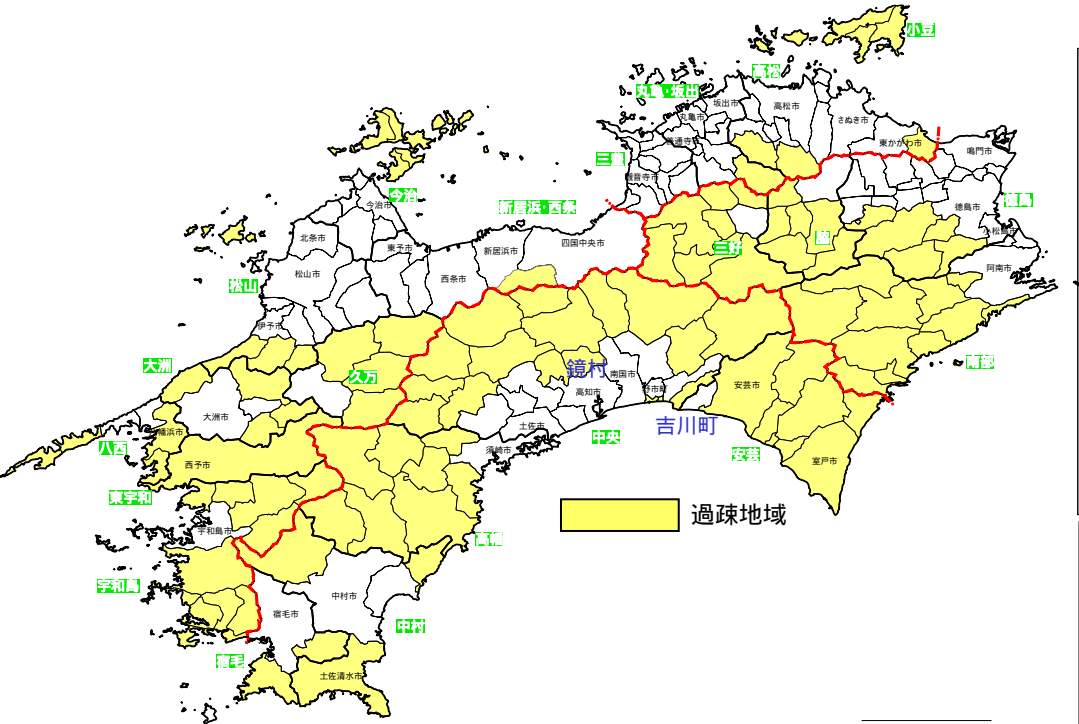 小豆
高松
丸亀・坂出
坂出市
高松市
丸亀市
さぬき市
善通寺市
東かがわ市
鳴門市
三豊
観音寺市
今治
今治市
新居浜・西条
徳島
徳島市
小松島市
北条市
東予市
新居浜市
四国中央市
三好
脇
松山市
西条市
阿南市
松山
伊予市
大洲
久万
鏡村
南国市
南部
安芸市
高知市
野市町
大洲市
吉川町
土佐市
八幡浜市
中央
八西
須崎市
安芸
西予市
室戸市
東宇和
過疎地域
宇和島市
高幡
宇和島
中村市
宿毛市
中村
宿毛
土佐清水市